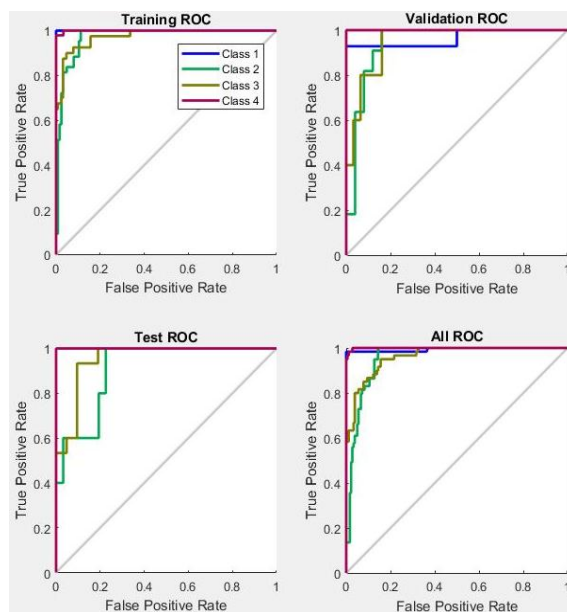 Training ROC
1
0.8
0.6
0.4
0.2
0
True Positive Rate
Class 1
Class 2
Class 3
Class 4
0 0.2 0.4 0.6 0.8 1
False Positive Rate
Validation ROC
1
0.8
0.6
0.4
0.2
0
True Positive Rate
0 0.2 0.4 0.6 0.8 1
False Positive Rate
Test ROC
1
0.8
0.6
0.4
0.2
0
True Positive Rate
0 0.2 0.4 0.6 0.8 1
False Positive Rate
All ROC
1
0.8
0.6
0.4
0.2
0
True Positive Rate
0 0.2 0.4 0.6 0.8 1
False Positive Rate